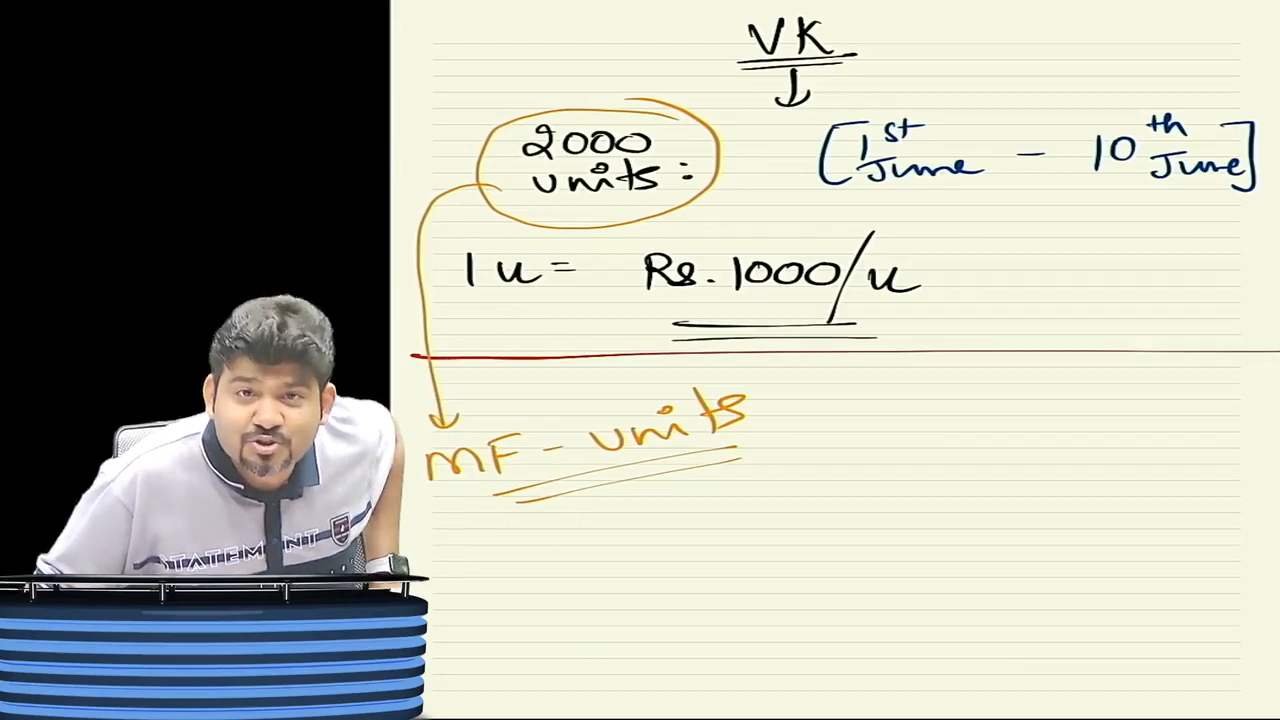 VK
2000 units : [1st June - 10th June]
1 u = Rs. 1000/u
MF - units
STATEMENT